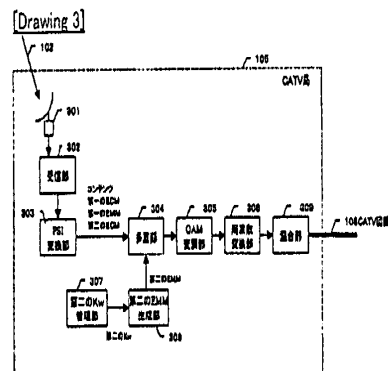 [Drawing 3]
102
105
CATV局
301
302
受信部
コンテンツ
第一のECM
第一のEMM
第二のECM
303
304
305
308
309
PSI
変換部
多重部
QAM
変調部
周波数
変換部
混合部
106CATV回線
第二のEMM
307
第二のKw
管理部
第二のEMM
生成部
第二のKw